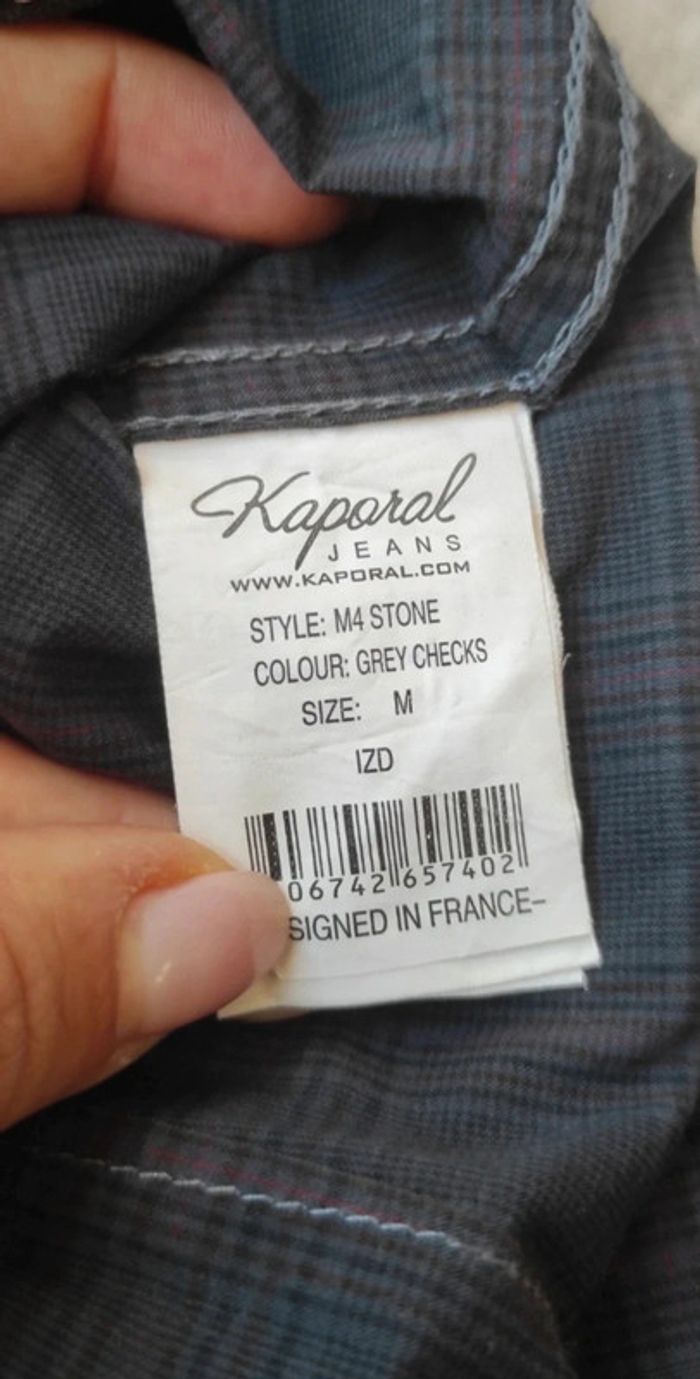 Kaporal
JEANS
WWW.KAPORAL.COM
STYLE: M4 STONE
COLOUR: GREY CHECKS
SIZE: M
IZD
06742 657402
SIGNED IN FRANCE-